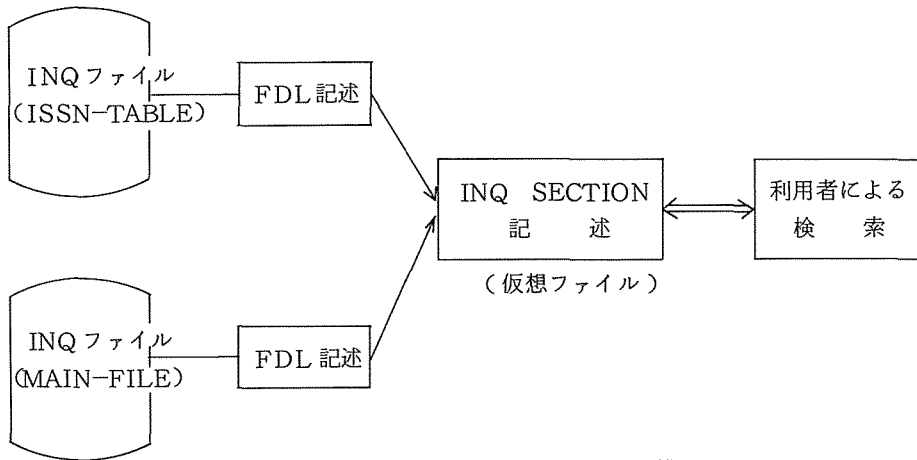 INQファイル
(ISSN-TABLE)
FDL記述
INQ SECTION
記 述
(仮想ファイル)
利用者による
検 索
INQファイル
(MAIN-FILE)
FDL記述